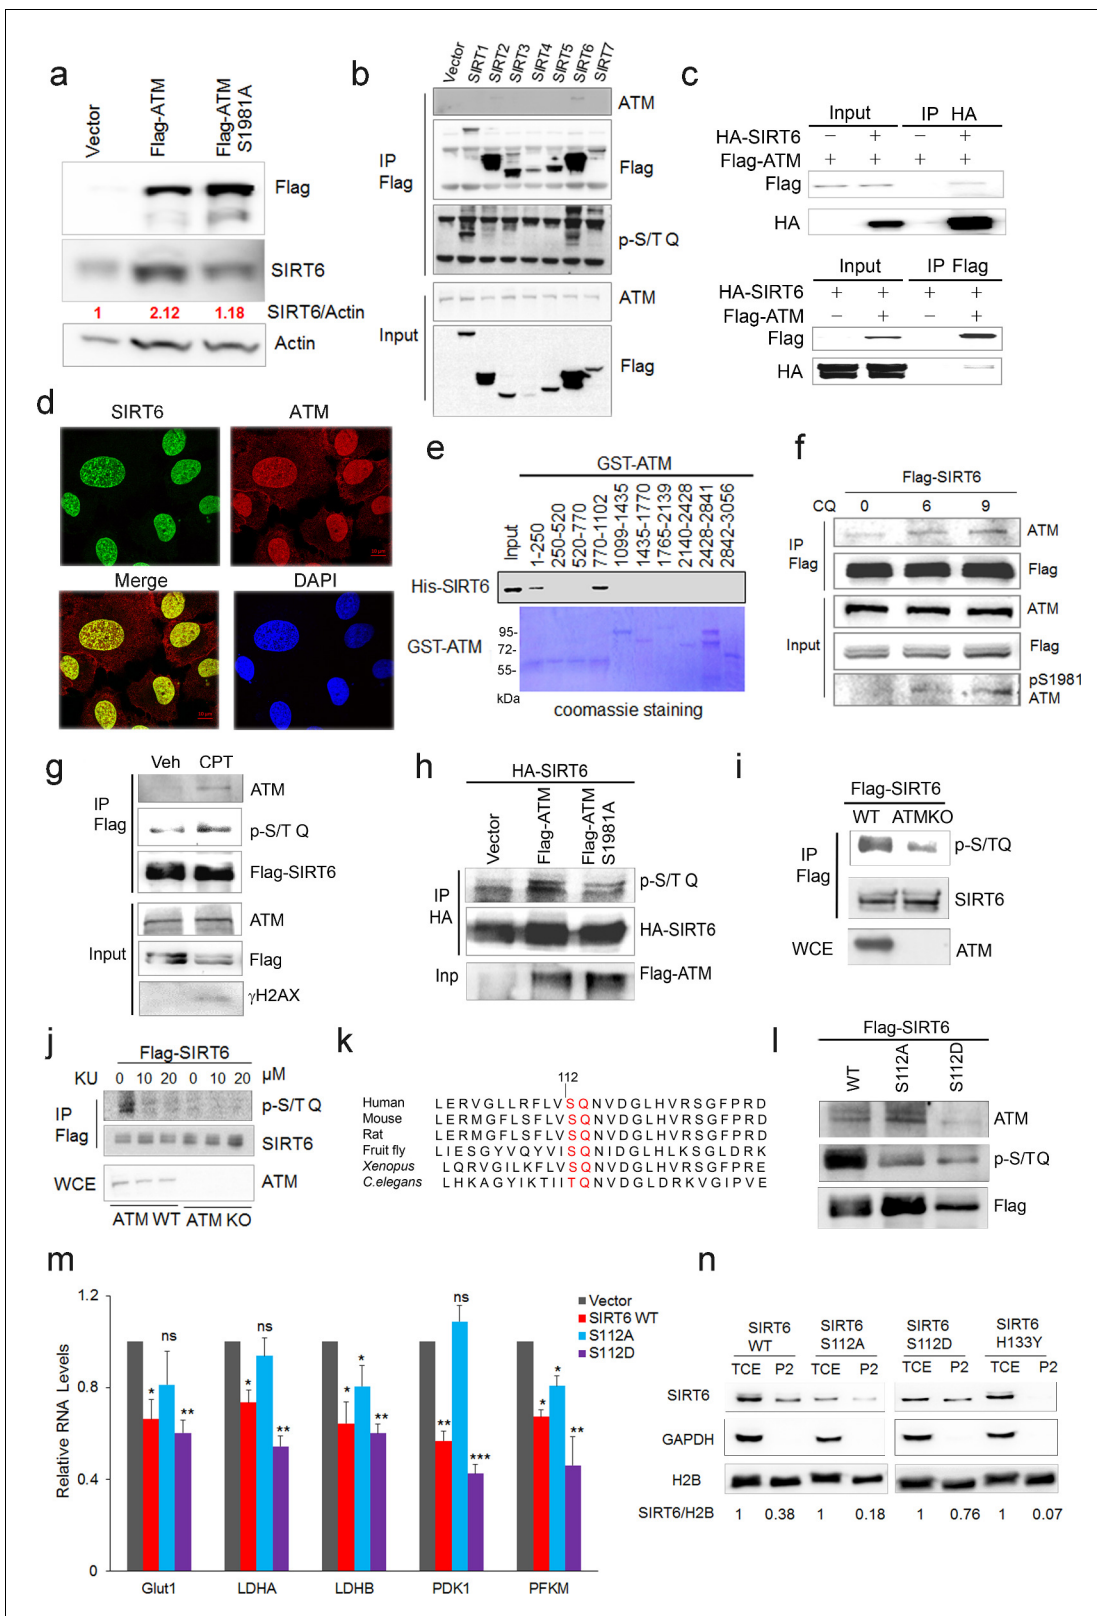 a
Vector
Flag-ATM
Flag-ATM
S1981A
Flag
SIRT6
1 2.12 1.18 SIRT6/Actin
Actin
b
Vector
SIRT1
SIRT2
SIRT3
SIRT4
SIRT5
SIRT6
SIRT7
ATM
IP
Flag
Flag
p-S/T Q
ATM
Input
Flag
c
Input IP HA
HA-SIRT6 − + − +
Flag-ATM + + + +
Flag
HA
Input IP Flag
HA-SIRT6 + + + +
Flag-ATM − + − +
Flag
HA
d
SIRT6 ATM
Merge DAPI
e
GST-ATM
Input
1-250
250-520
520-770
770-1102
1099-1435
1435-1770
1765-2139
2140-2428
2428-2841
2842-3056
His-SIRT6
GST-ATM
95-
72-
55-
kDa
coomassie staining
f
Flag-SIRT6
CQ 0 6 9
IP
Flag
ATM
Flag
Input
ATM
Flag
pS1981
ATM
g
Veh CPT
IP
Flag
ATM
p-S/T Q
Flag-SIRT6
Input
ATM
Flag
γH2AX
h
HA-SIRT6
Vector
Flag-ATM
Flag-ATM
S1981A
IP
HA
p-S/T Q
HA-SIRT6
Inp Flag-ATM
i
Flag-SIRT6
WT ATMKO
IP
Flag
p-S/TQ
SIRT6
WCE ATM
j
Flag-SIRT6
KU 0 10 20 0 10 20 µM
IP
Flag
p-S/T Q
SIRT6
WCE ATM
ATM WT ATM KO
k
112
Human LERVGLLRFLVSQNVDGLHVRSGFPRD
Mouse LERMGFLSFLVSQNVDGLHVRSGFPRD
Rat LERMGFLSFLVSQNVDGLHVRSGFPRD
Fruit fly LIESGYVQYVISQNIDGLHLKSGLDRK
Xenopus LQRVGILKFLVSQNVDGLHVRSGFPRE
C.elegans LHKAGYIKTIITQNVDGLDRKVGIPVE
l
Flag-SIRT6
WT
S112A
S112D
ATM
p-S/TQ
Flag
m
Relative RNA Levels
1.2
0.8
0.4
0
Vector
SIRT6 WT
S112A
S112D
* ns **
* ns **
* * **
** ns ***
* * **
Glut1 LDHA LDHB PDK1 PFKM
n
SIRT6
WT
SIRT6
S112A
SIRT6
S112D
SIRT6
H133Y
TCE P2 TCE P2 TCE P2 TCE P2
SIRT6
GAPDH
H2B
SIRT6/H2B 1 0.38 1 0.18 1 0.76 1 0.07